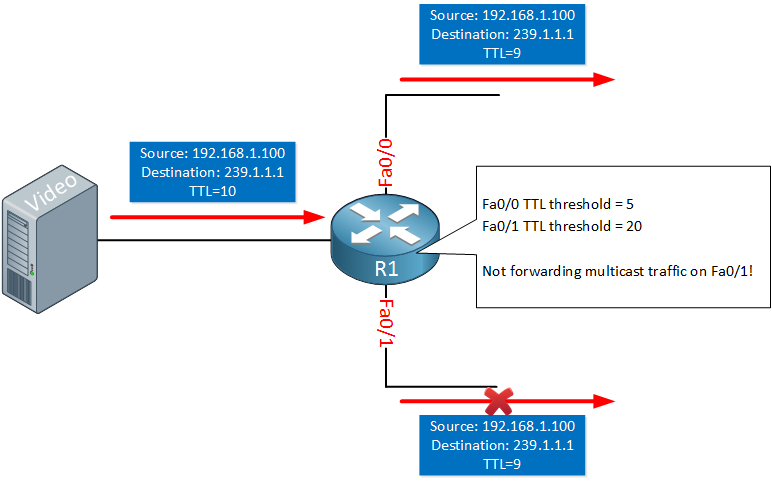 Source: 192.168.1.100
Destination: 239.1.1.1
TTL=9
Source: 192.168.1.100
Destination: 239.1.1.1
TTL=10
Video
Fa0/0
R1
Fa0/0 TTL threshold = 5
Fa0/1 TTL threshold = 20
Not forwarding multicast traffic on Fa0/1!
Fa0/1
Source: 192.168.1.100
Destination: 239.1.1.1
TTL=9